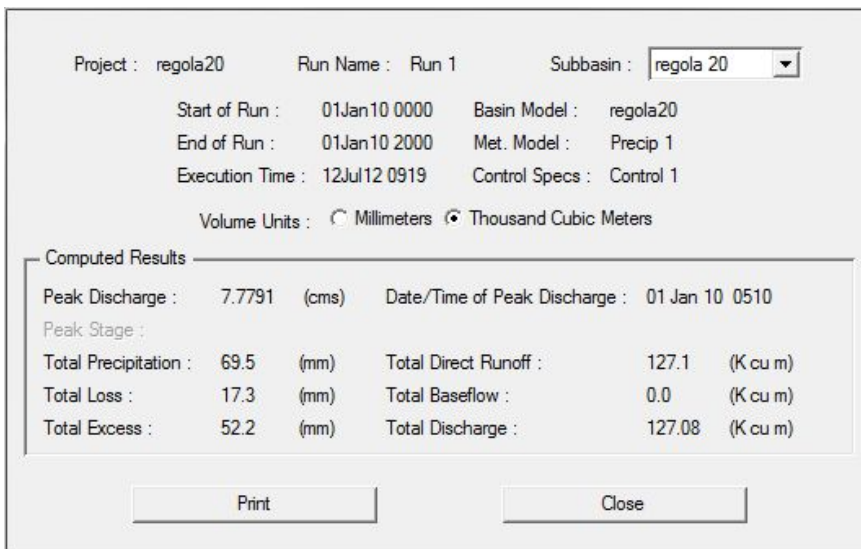 Project : regola20 Run Name : Run 1 Subbasin : regola 20
Start of Run : 01Jan10 0000 Basin Model : regola20
End of Run : 01Jan10 2000 Met. Model : Precip 1
Execution Time : 12Jul12 0919 Control Specs : Control 1
Volume Units : Millimeters Thousand Cubic Meters
Computed Results
Peak Discharge : 7.7791 (cms) Date/Time of Peak Discharge : 01 Jan 10 0510
Peak Stage :
Total Precipitation : 69.5 (mm) Total Direct Runoff : 127.1 (K cu m)
Total Loss : 17.3 (mm) Total Baseflow : 0.0 (K cu m)
Total Excess : 52.2 (mm) Total Discharge : 127.08 (K cu m)
Print Close